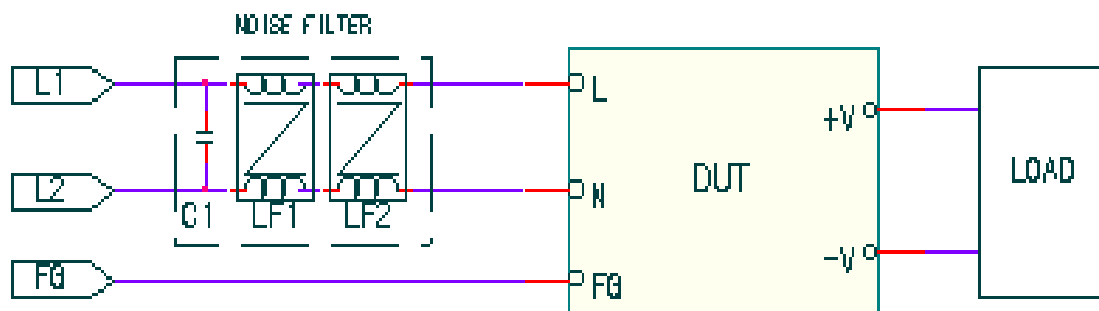 NOISE FILTER
L1
L
+V
DUT
LOAD
L2
N
C1
LF1
LF2
-V
FG
FG